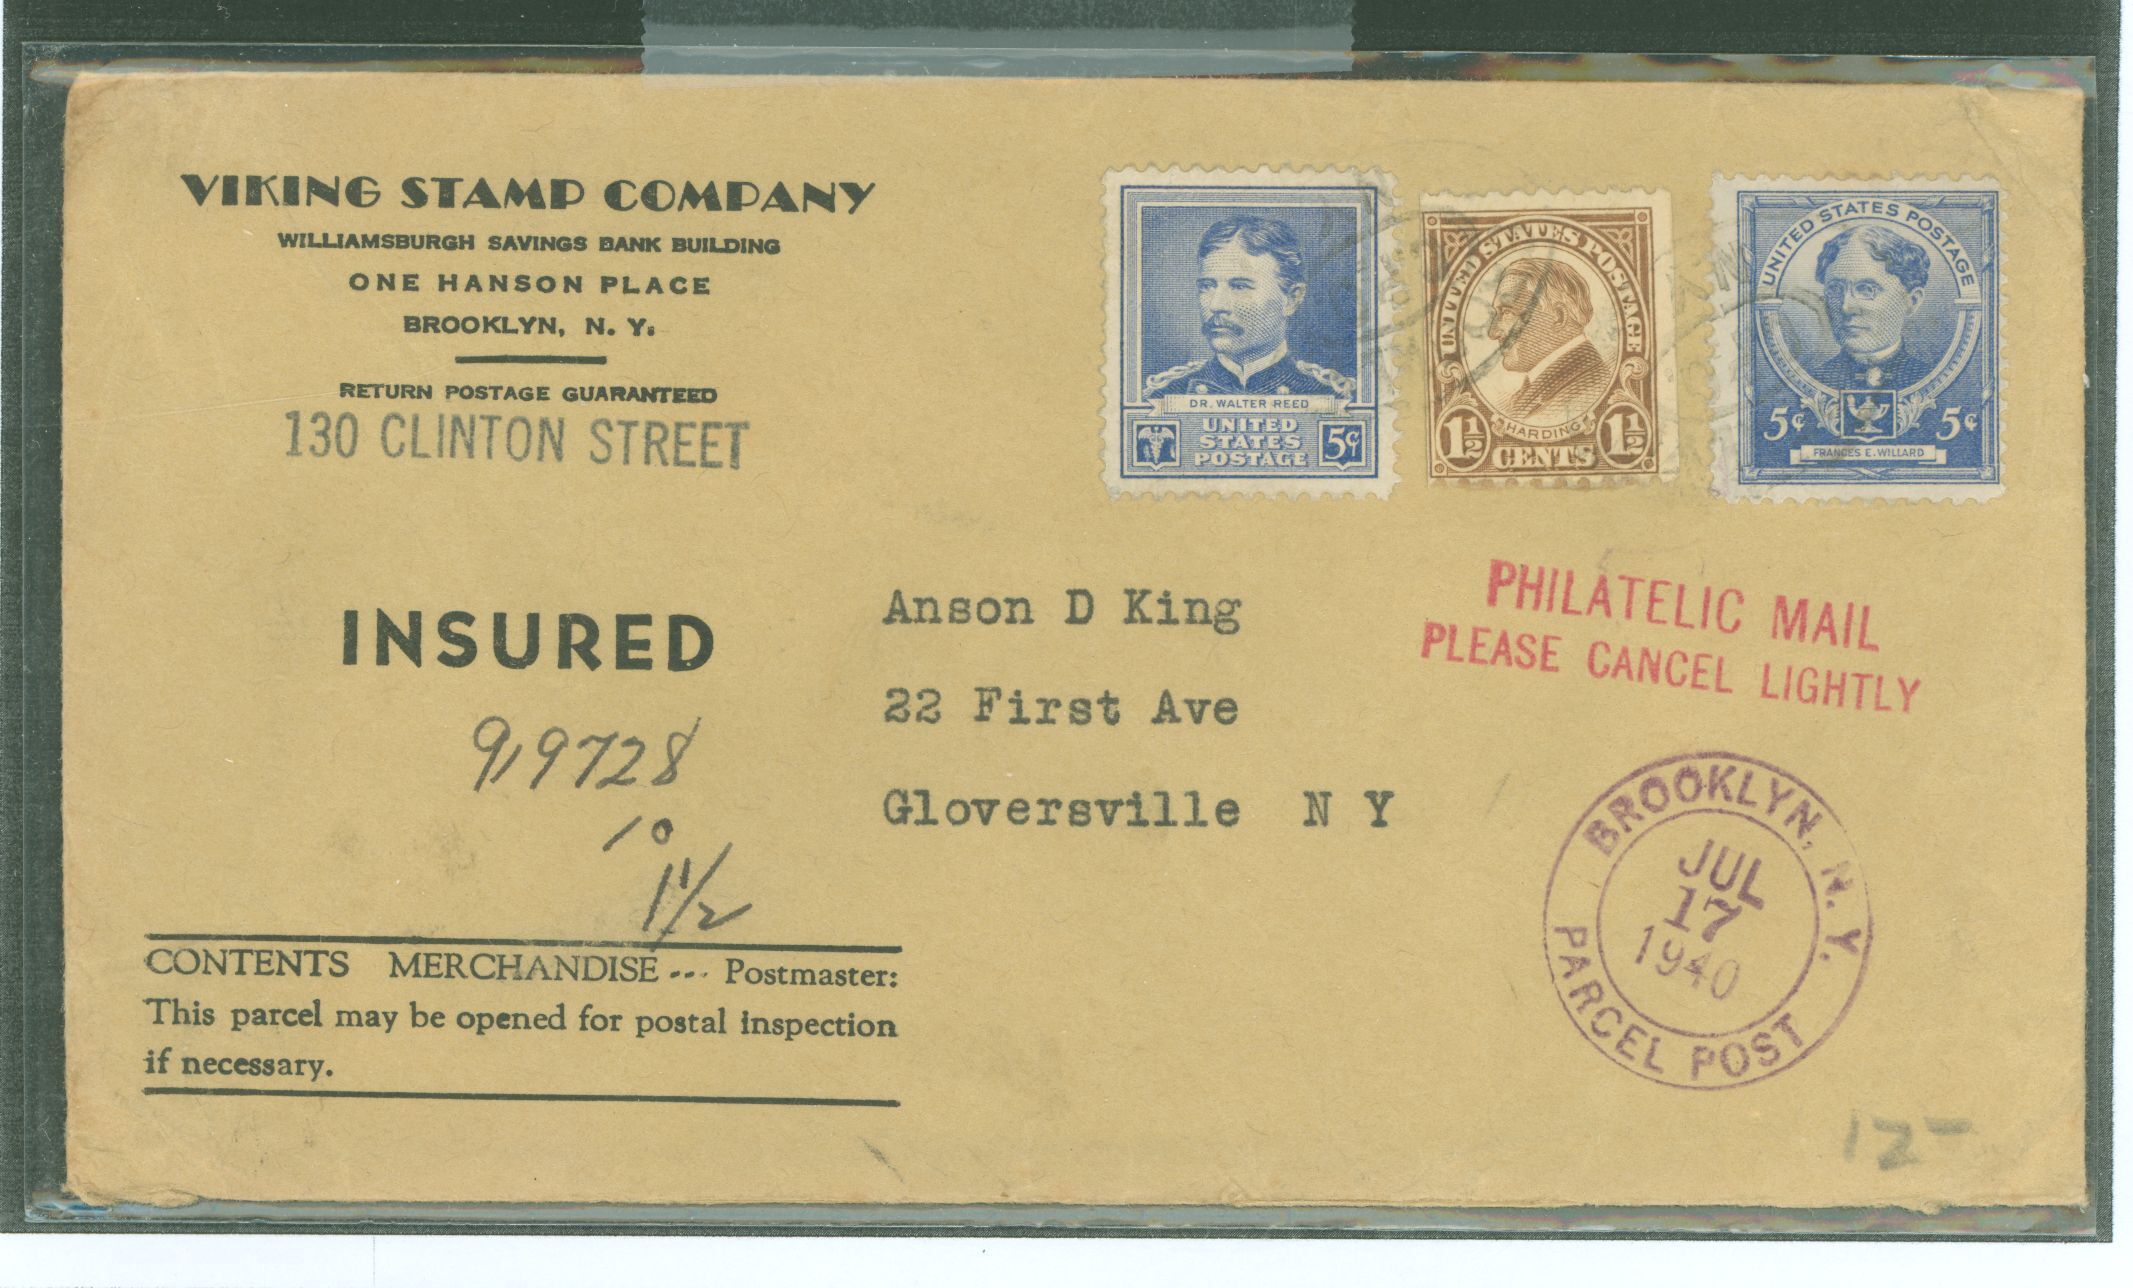 VIKING STAMP COMPANY
WILLIAMSBURGH SAVINGS BANK BUILDING
ONE HANSON PLACE
BROOKLYN, N. Y.
RETURN POSTAGE GUARANTEED
130 CLINTON STREET
DR. WALTER REED
UNITED
STATES
POSTAGE
5¢
UNITED STATES POSTAGE
HARDING
1½ 1½
CENTS
UNITED STATES POSTAGE
5¢ 5¢
FRANCES E. WILLARD
PHILATELIC MAIL
PLEASE CANCEL LIGHTLY
INSURED
919728
10
1½
Anson D King
22 First Ave
Gloversville N Y
BROOKLYN, N. Y.
JUL
17
1940
PARCEL POST
CONTENTS MERCHANDISE --- Postmaster:
This parcel may be opened for postal inspection
if necessary.
12-